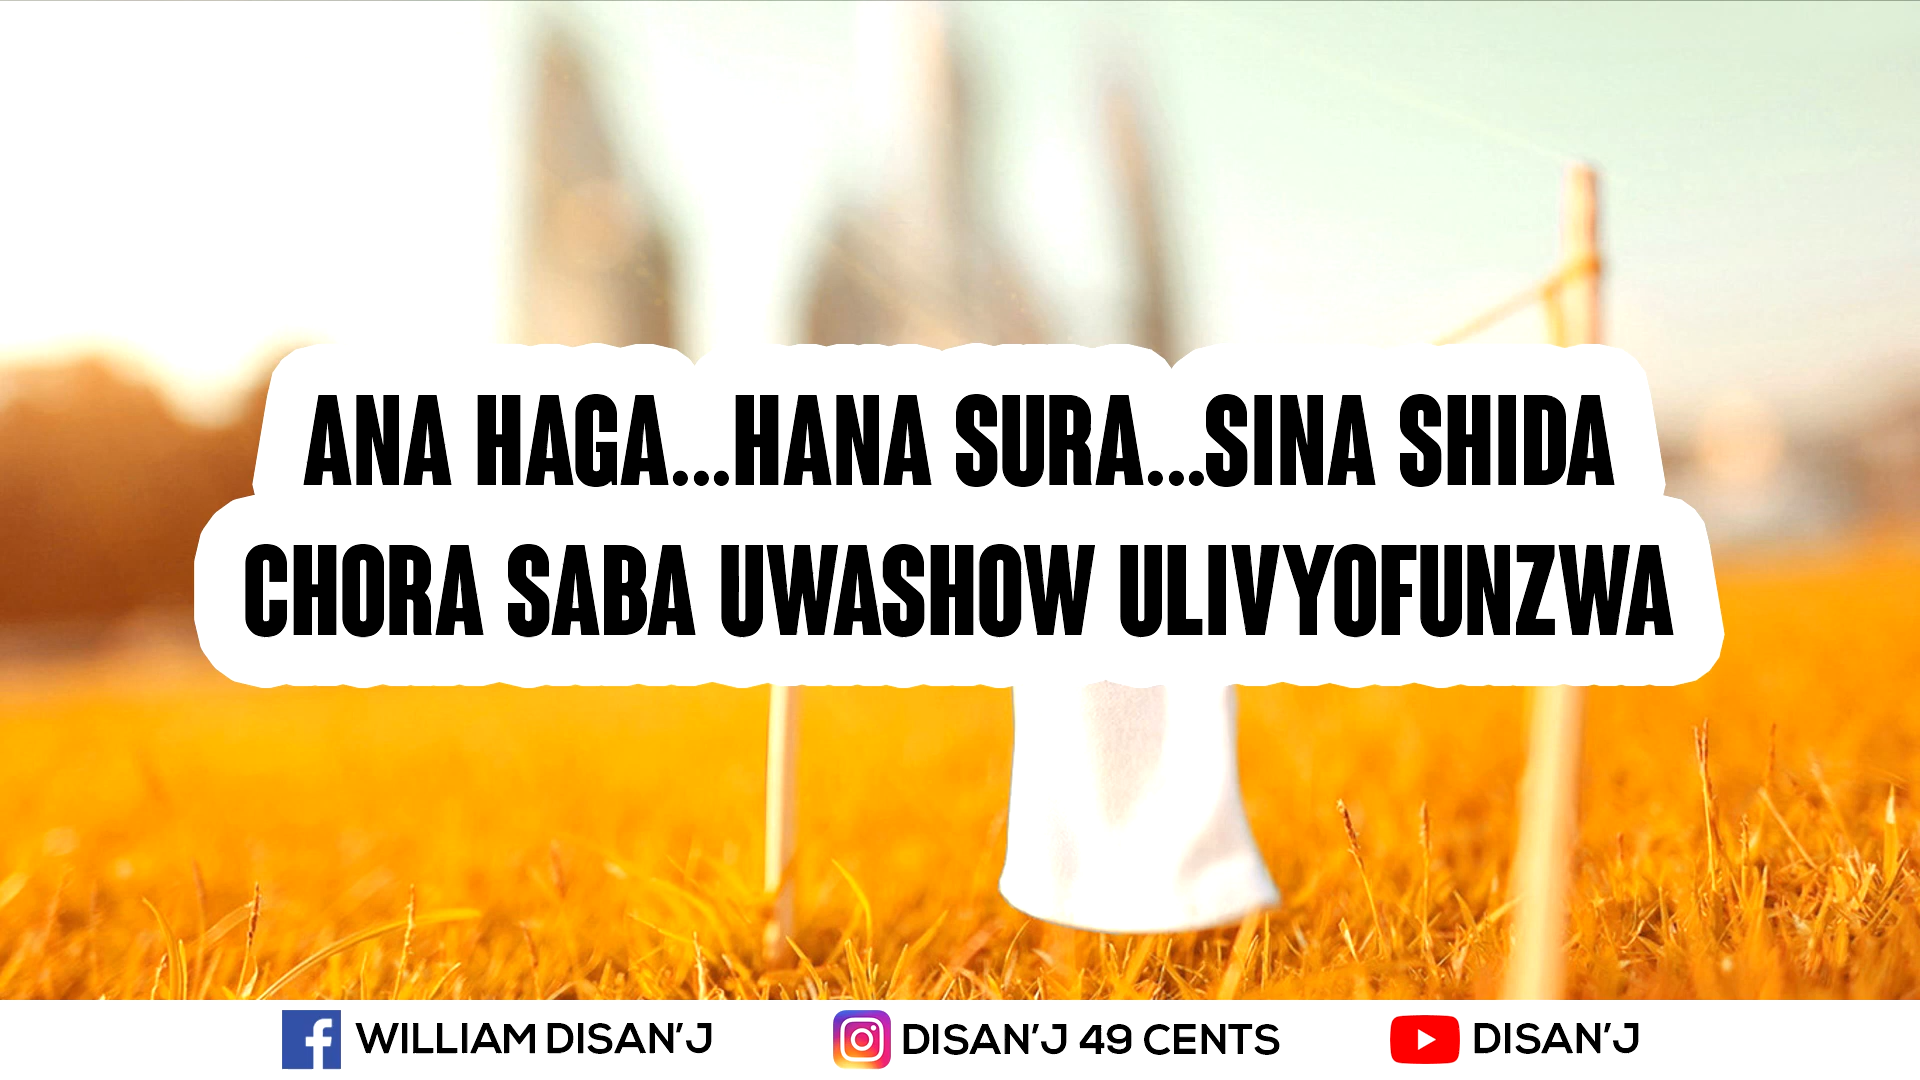 ANA HAGA...HANA SURA...SINA SHIDA
CHORA SABA UWASHOW ULIVYOFUNZWA
WILLIAM DISAN'J
DISAN'J 49 CENTS
DISAN'J